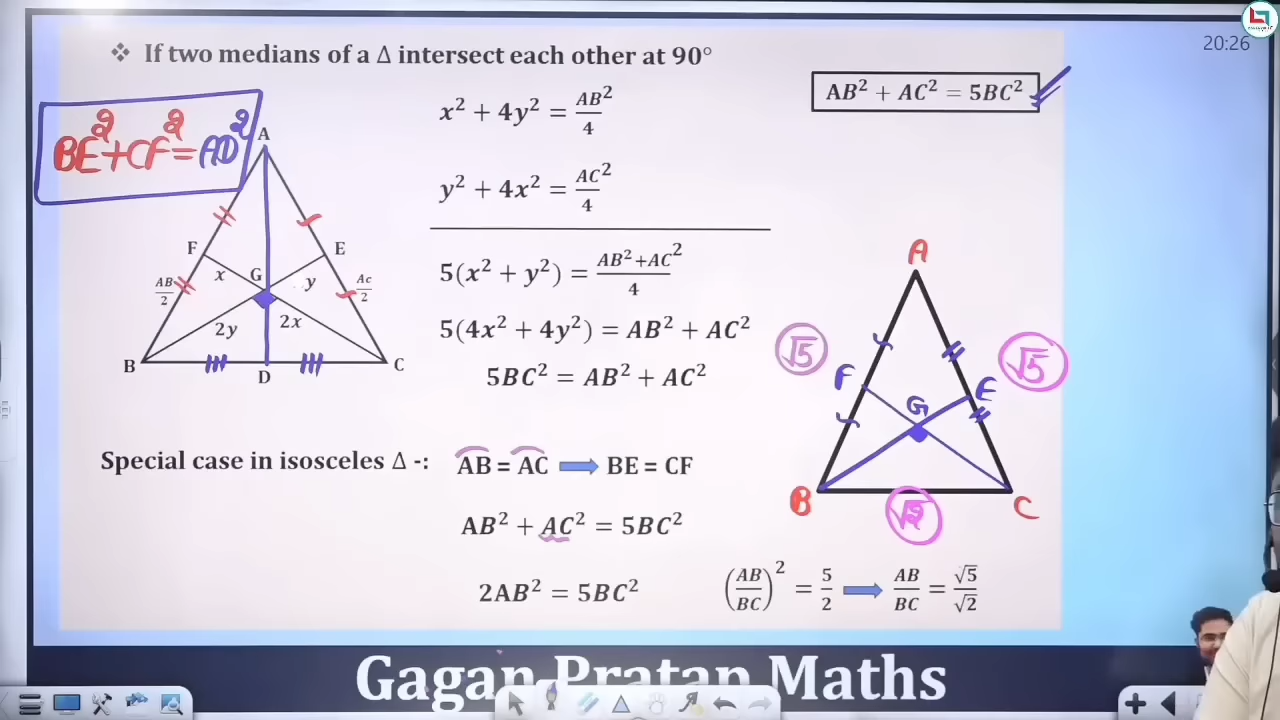 20:26
❖ If two medians of a Δ intersect each other at 90°
AB² + AC² = 5BC²
BE² + CF² = AD²
x² + 4y² = AB²/4
y² + 4x² = AC²/4
5(x² + y²) = AB²+AC²/4
5(4x² + 4y²) = AB² + AC²
5BC² = AB² + AC²
A
F
E
x
G
y
AB/2
Ac/2
2y
2x
B
D
C
A
√5
√5
F
E
G
B
C
√2
Special case in isosceles Δ -: AB = AC ⟹ BE = CF
AB² + AC² = 5BC²
2AB² = 5BC²
(AB/BC)² = 5/2 ⟹ AB/BC = √5/√2
Gagan Pratap Maths